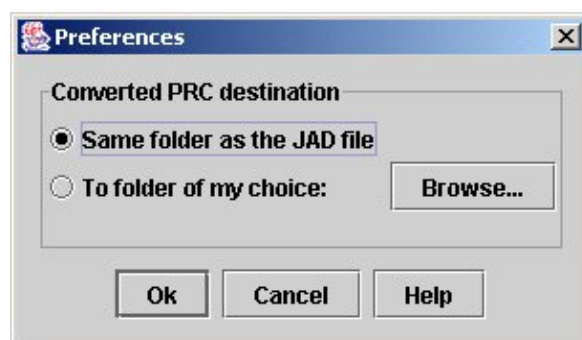 Preferences
Converted PRC destination
Same folder as the JAD file
To folder of my choice: Browse...
Ok Cancel Help